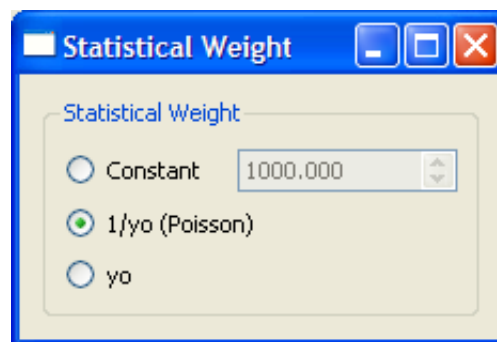 Statistical Weight
Statistical Weight
Constant 1000.000
1/yo (Poisson)
yo